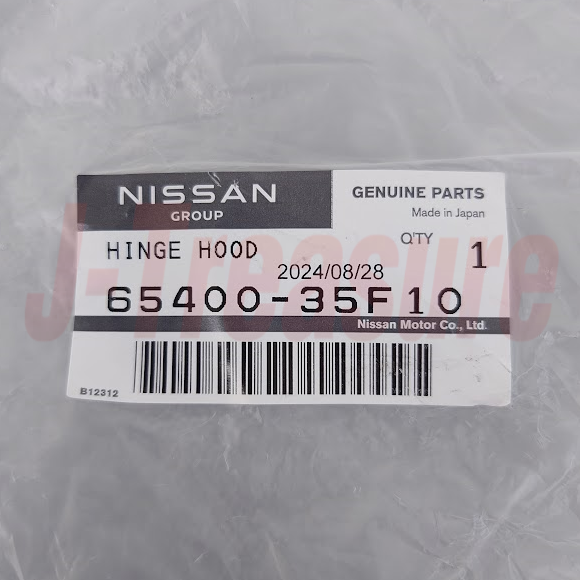 NISSAN
GROUP
GENUINE PARTS
Made in Japan
HINGE HOOD
Q'TY 1
2024/08/28
65400-35F10
Nissan Motor Co., Ltd.
B12312
J-Treasure